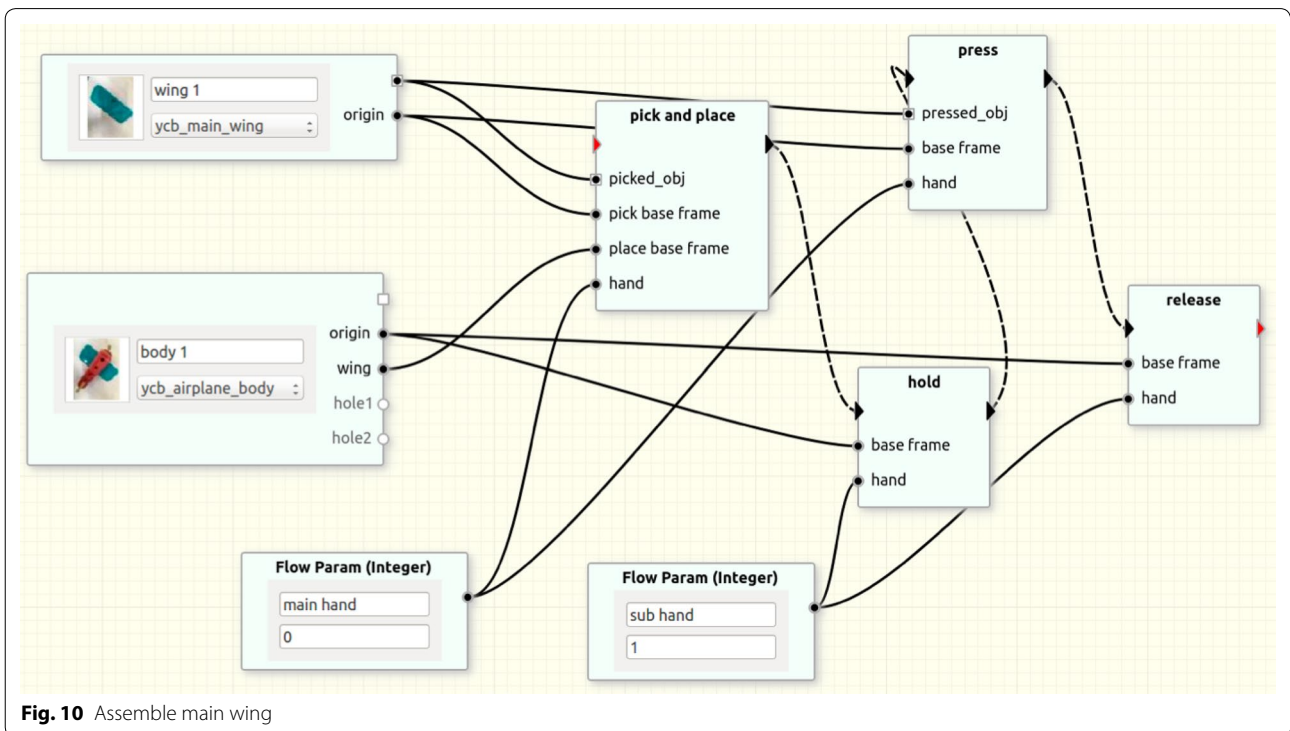 wing 1
ycb_main_wing
origin
pick and place
picked_obj
pick base frame
place base frame
hand
press
pressed_obj
base frame
hand
body 1
ycb_airplane_body
origin
wing
hole1
hole2
hold
base frame
hand
release
base frame
hand
Flow Param (Integer)
main hand
0
Flow Param (Integer)
sub hand
1
Fig. 10 Assemble main wing